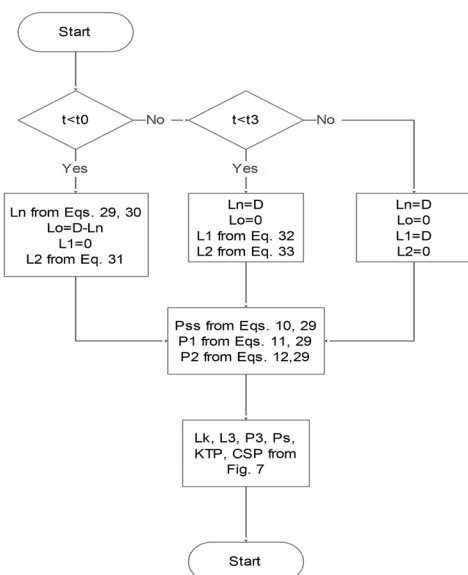 Start
t<t0
No
t<t3
No
Yes
Yes
Ln from Eqs. 29, 30
Lo=D-Ln
L1=0
L2 from Eq. 31
Ln=D
Lo=0
L1 from Eq. 32
L2 from Eq. 33
Ln=D
Lo=0
L1=D
L2=0
Pss from Eqs. 10, 29
P1 from Eqs. 11, 29
P2 from Eqs. 12,29
Lk, L3, P3, Ps,
KTP, CSP from
Fig. 7
Start